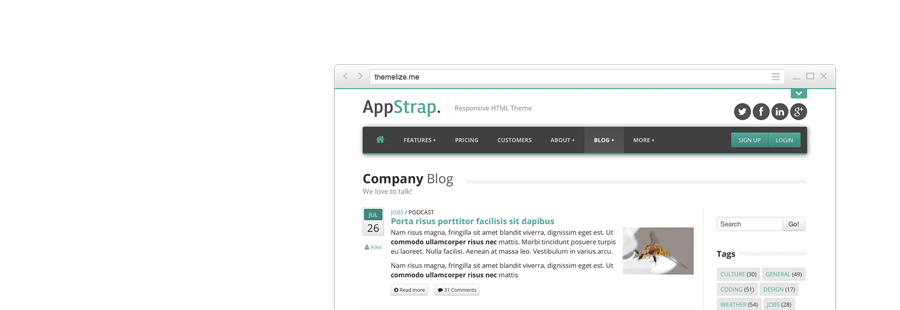 themelize.me
AppStrap. Responsive HTML Theme
FEATURES + PRICING CUSTOMERS ABOUT + BLOG + MORE + SIGN UP LOGIN
Company Blog
We love to talk!
JUL
26
Alex
JOBS / PODCAST
Porta risus porttitor facilisis sit dapibus
Nam risus magna, fringilla sit amet blandit viverra, dignissim eget est. Ut
commodo ullamcorper risus nec mattis. Morbi tincidunt posuere turpis
eu laoreet. Nulla facilisi. Aenean at massa leo. Vestibulum in varius arcu.
Nam risus magna, fringilla sit amet blandit viverra, dignissim eget est. Ut
commodo ullamcorper risus nec mattis
Read more 31 Comments
Search Go!
Tags
CULTURE (30) GENERAL (49)
CODING (51) DESIGN (17)
WEATHER (54) JOBS (28)